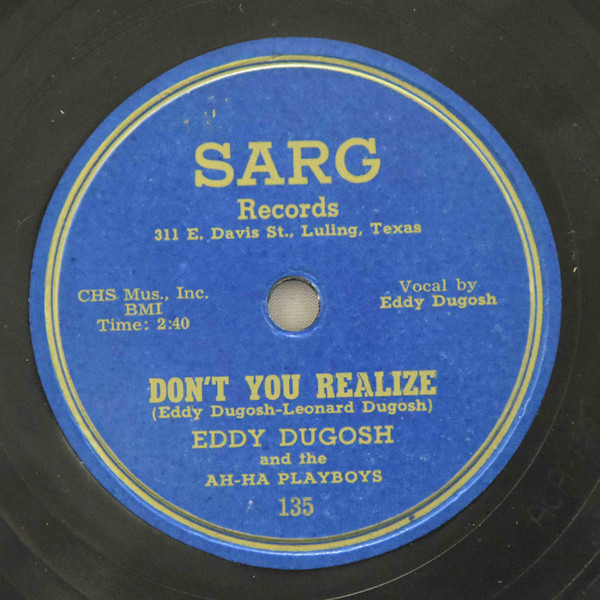 SARG
Records
311 E. Davis St., Luling, Texas
CHS Mus., Inc.
BMI
Time: 2:40
Vocal by
Eddy Dugosh
DON'T YOU REALIZE
(Eddy Dugosh-Leonard Dugosh)
EDDY DUGOSH
and the
AH-HA PLAYBOYS
135